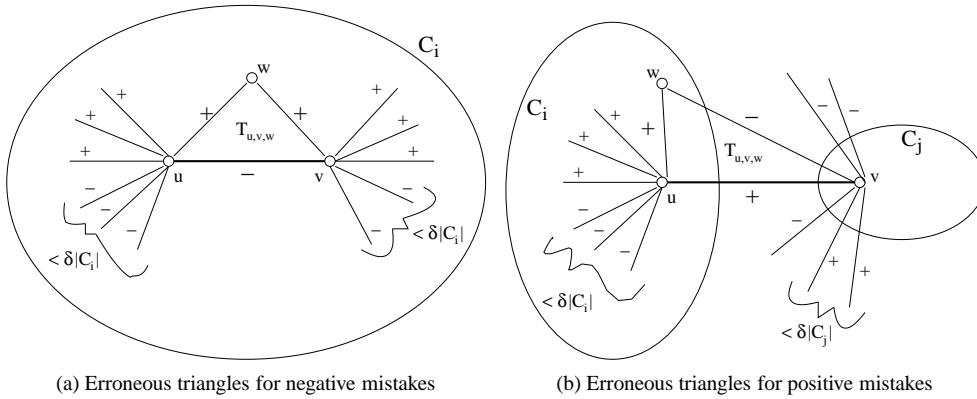 C_i
w
+ + + + + + + +
T_{u,v,w}
u − v
− − − − −
< δ|C_i|
< δ|C_i|
(a) Erroneous triangles for negative mistakes
C_i
w
− −
+ + + + −
C_j
T_{u,v,w}
u + v
− − − −
+ +
< δ|C_i|
< δ|C_j|
(b) Erroneous triangles for positive mistakes